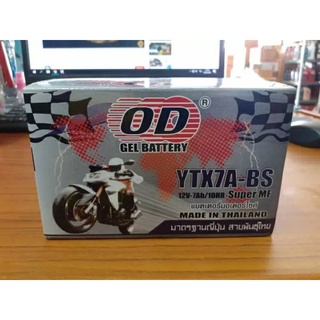 OD ®
GEL BATTERY
YTX7A-BS
12V-7Ah/10HR Super MF
แบตเตอรี่มอเตอร์ไซค์
MADE IN THAILAND
มาตรฐานญี่ปุ่น สายพันธุ์ไทย